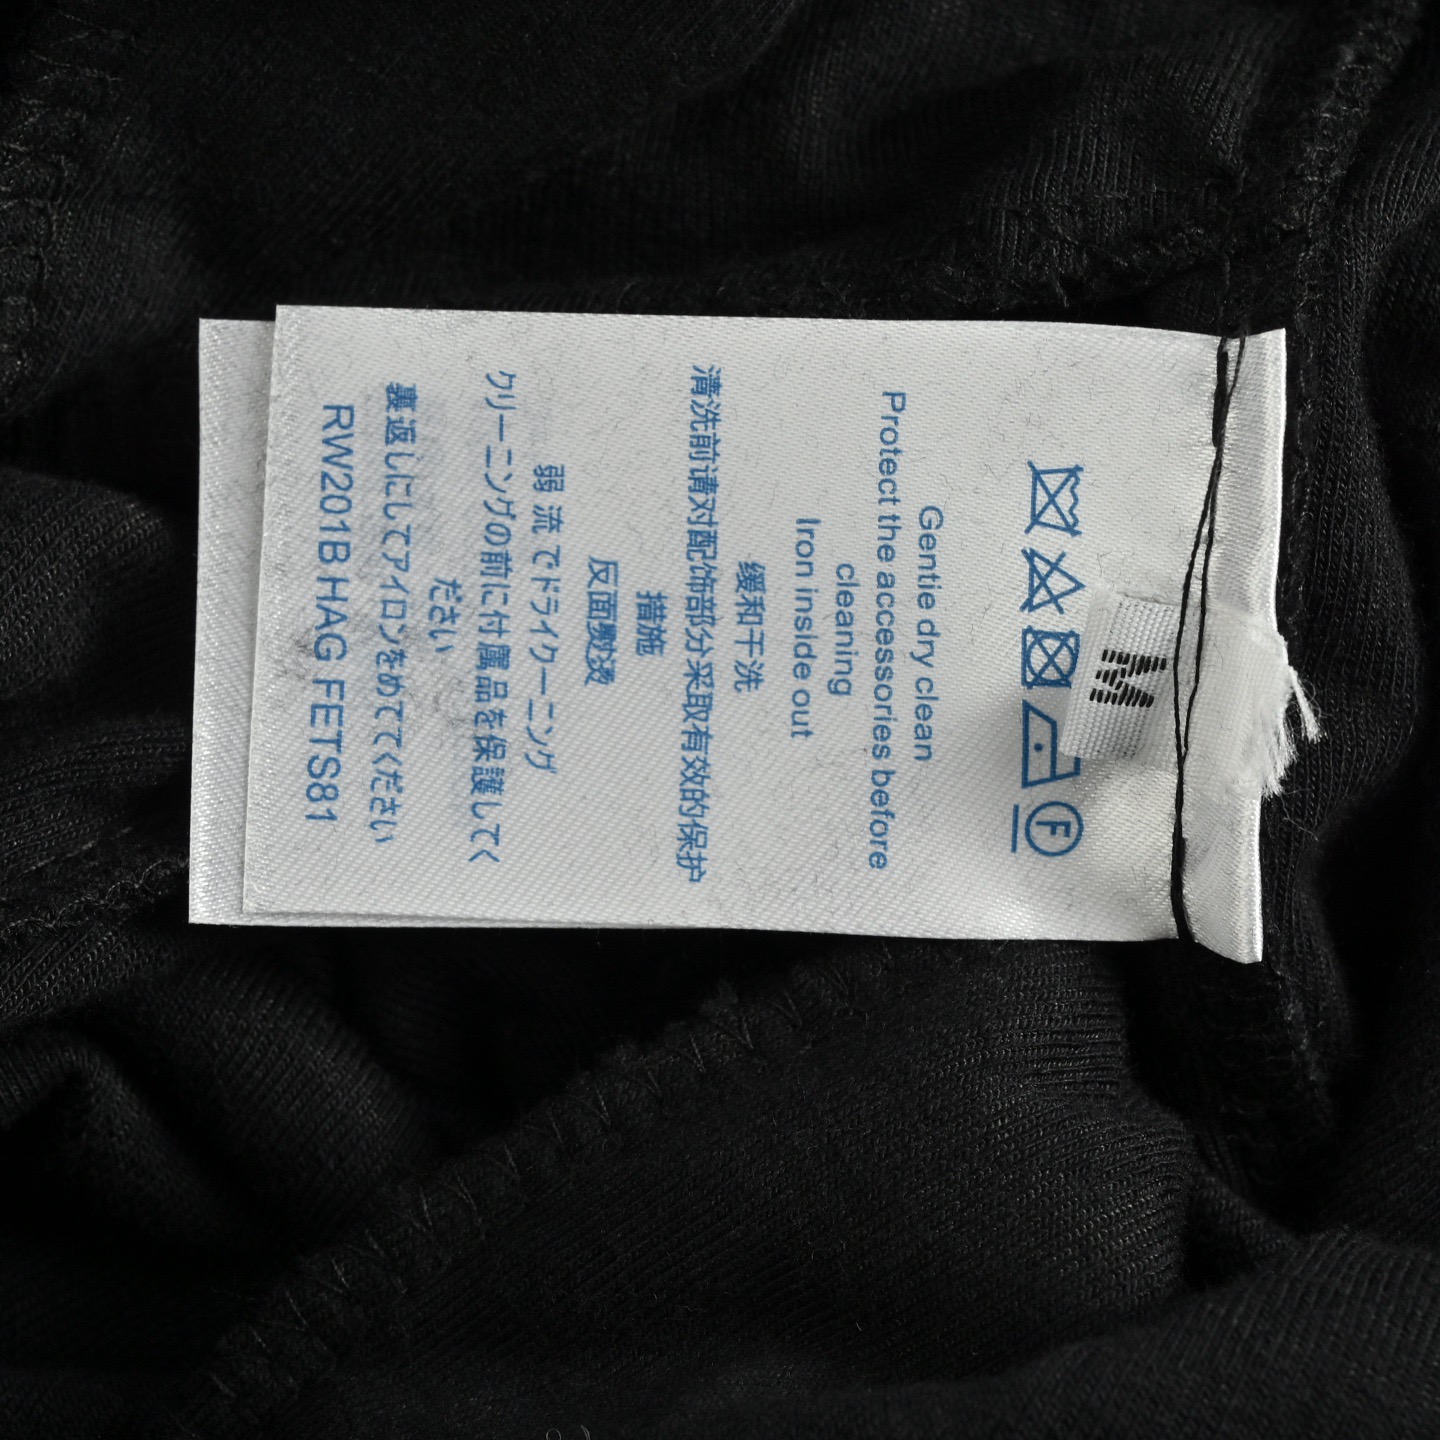 M
F
Gentie dry clean
Protect the accessories before
cleaning
Iron inside out
缓和干洗
清洗前请对配饰部分采取有效的保护
措施
反面熨烫
弱 流 でドライクーニング
クリーニングの前に付属品を保護してく
ださい
裏返しにしてアイロンをめててください
RW201B HAG FETS81